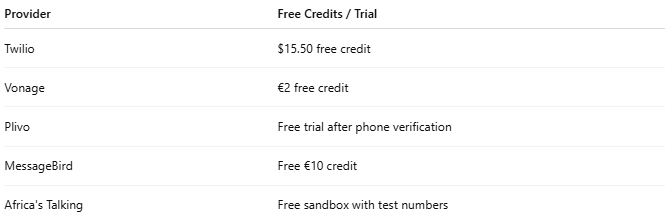 Provider Free Credits / Trial
Twilio $15.50 free credit
Vonage €2 free credit
Plivo Free trial after phone verification
MessageBird Free €10 credit
Africa's Talking Free sandbox with test numbers